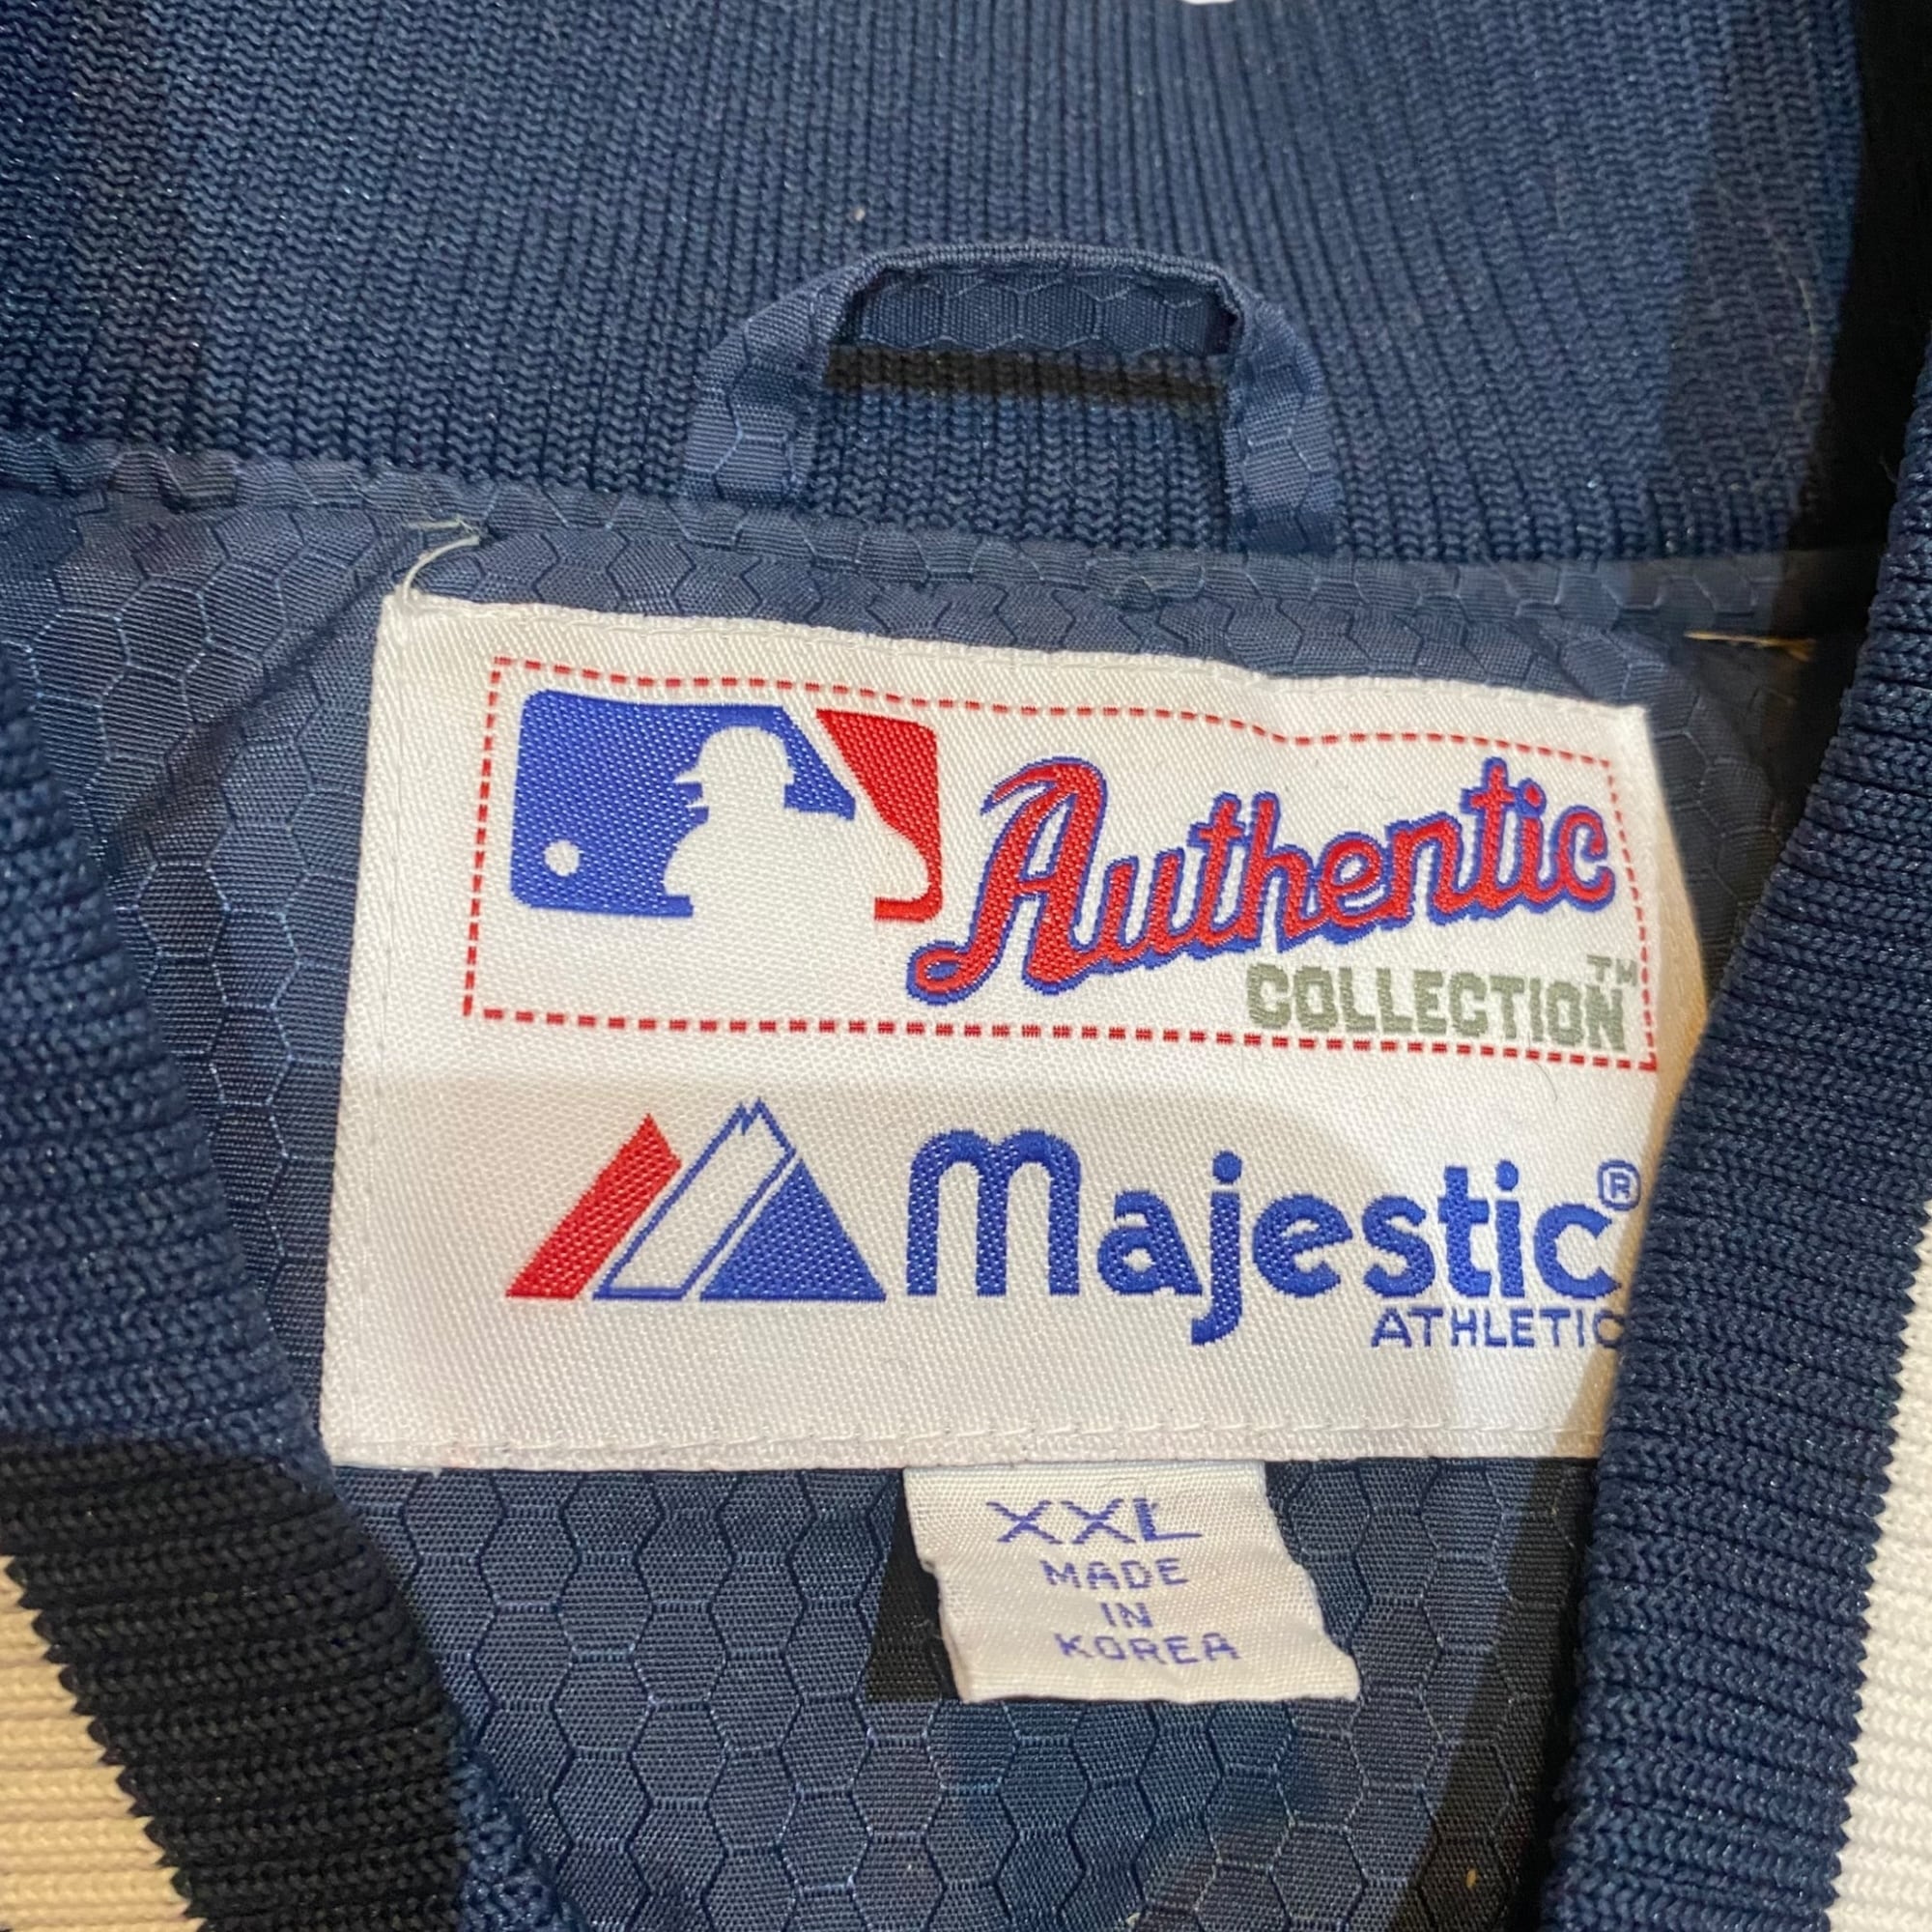 Authentic
COLLECTION™
Majestic®
ATHLETIC
XXL
MADE
IN
KOREA